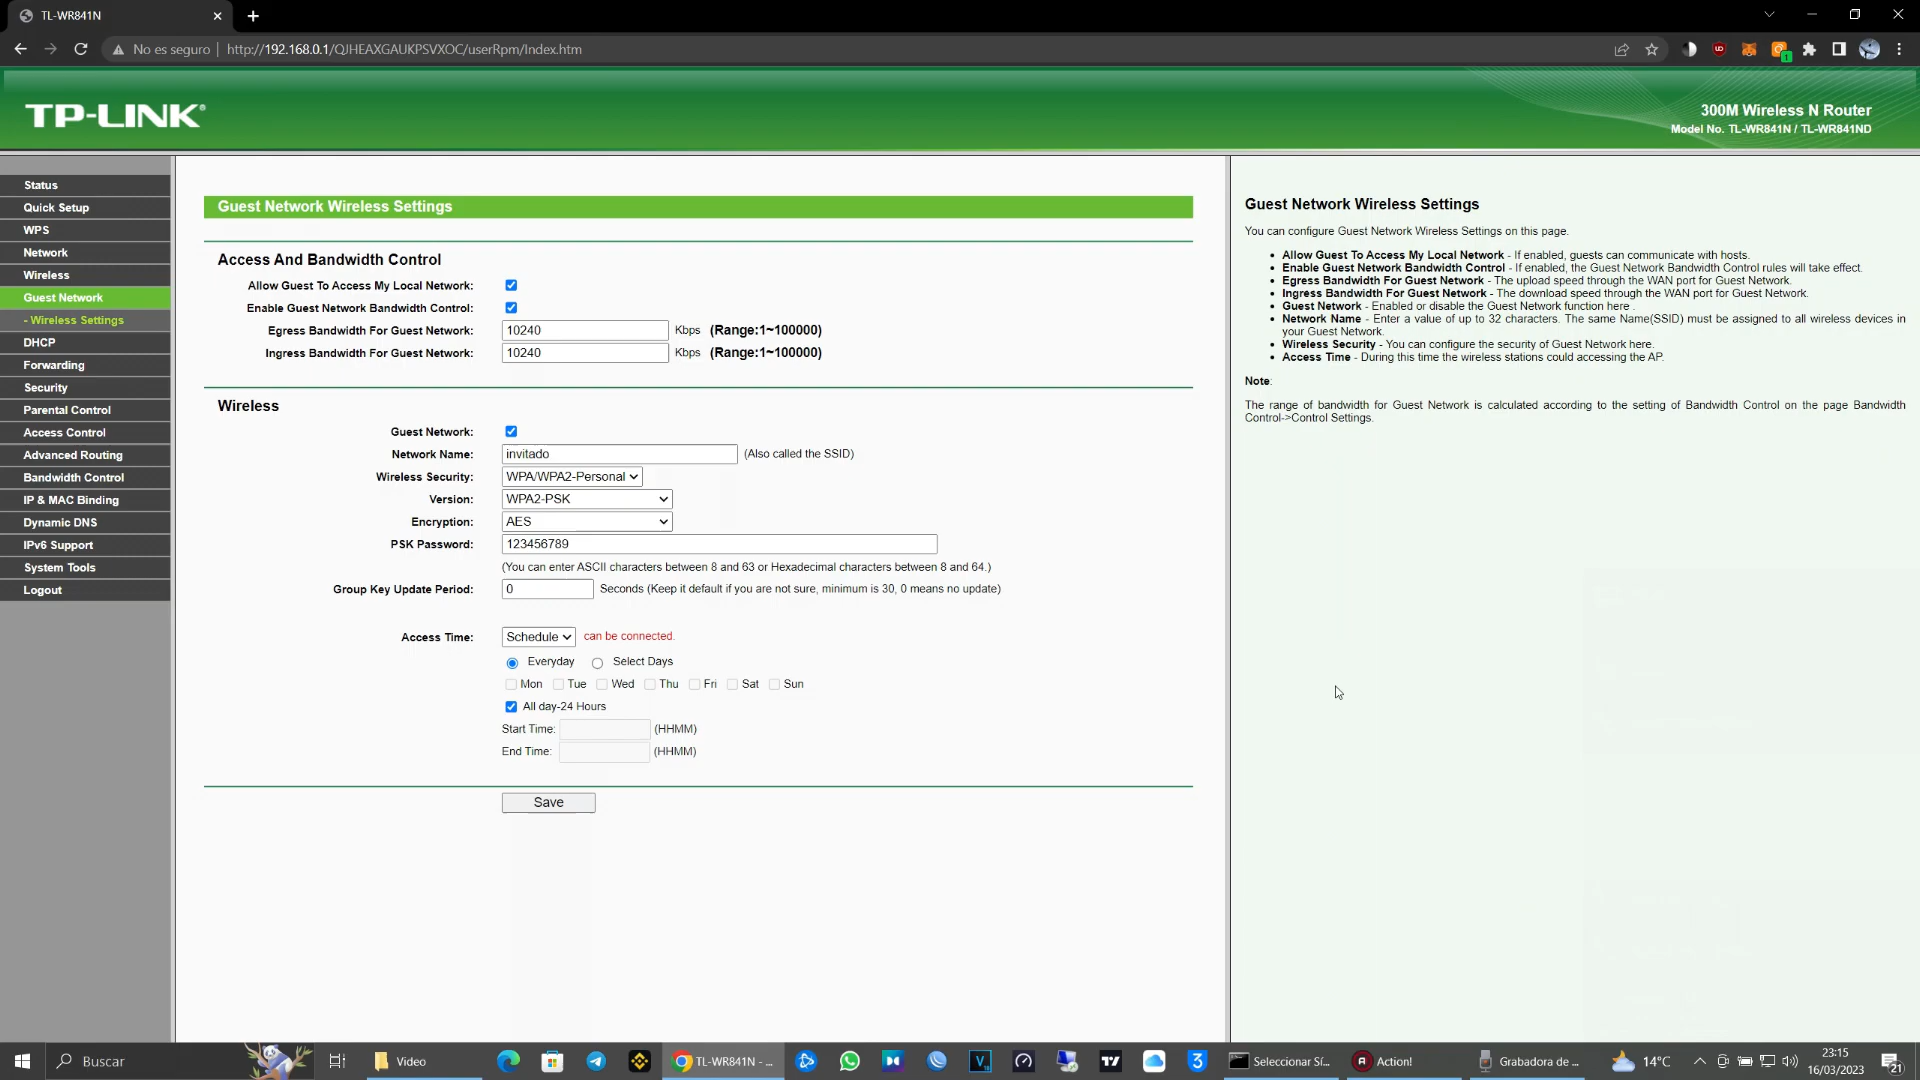 TL-WR841N
No es seguro | http://192.168.0.1/QJHEAXGAUKPSVXOC/userRpm/Index.htm
TP-LINK®
300M Wireless N Router
Model No. TL-WR841N / TL-WR841ND
Status
Quick Setup
WPS
Network
Wireless
Guest Network
- Wireless Settings
DHCP
Forwarding
Security
Parental Control
Access Control
Advanced Routing
Bandwidth Control
IP & MAC Binding
Dynamic DNS
IPv6 Support
System Tools
Logout
Guest Network Wireless Settings
Access And Bandwidth Control
Allow Guest To Access My Local Network:
Enable Guest Network Bandwidth Control:
Egress Bandwidth For Guest Network: 10240 Kbps (Range:1~100000)
Ingress Bandwidth For Guest Network: 10240 Kbps (Range:1~100000)
Wireless
Guest Network:
Network Name: invitado (Also called the SSID)
Wireless Security: WPA/WPA2-Personal
Version: WPA2-PSK
Encryption: AES
PSK Password: 123456789
(You can enter ASCII characters between 8 and 63 or Hexadecimal characters between 8 and 64.)
Group Key Update Period: 0 Seconds (Keep it default if you are not sure, minimum is 30, 0 means no update)
Access Time: Schedule can be connected.
Everyday Select Days
Mon Tue Wed Thu Fri Sat Sun
All day-24 Hours
Start Time: (HHMM)
End Time: (HHMM)
Save
Guest Network Wireless Settings
You can configure Guest Network Wireless Settings on this page.
• Allow Guest To Access My Local Network - If enabled, guests can communicate with hosts.
• Enable Guest Network Bandwidth Control - If enabled, the Guest Network Bandwidth Control rules will take effect.
• Egress Bandwidth For Guest Network - The upload speed through the WAN port for Guest Network.
• Ingress Bandwidth For Guest Network - The download speed through the WAN port for Guest Network.
• Guest Network - Enabled or disable the Guest Network function here .
• Network Name - Enter a value of up to 32 characters. The same Name(SSID) must be assigned to all wireless devices in
your Guest Network.
• Wireless Security - You can configure the security of Guest Network here.
• Access Time - During this time the wireless stations could accessing the AP.
Note:
The range of bandwidth for Guest Network is calculated according to the setting of Bandwidth Control on the page Bandwidth
Control->Control Settings.
Buscar
Video
TL-WR841N - ...
Seleccionar Sí...
Action!
Grabadora de ...
14°C
23:15
16/03/2023
21